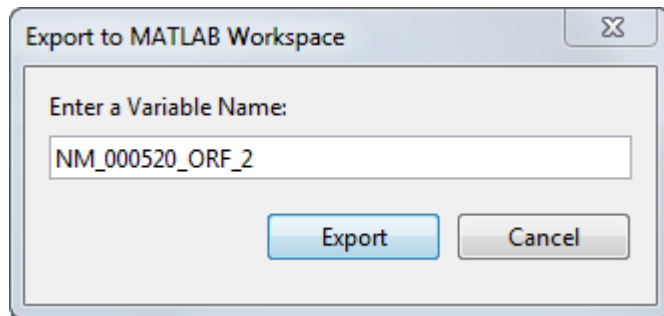 Export to MATLAB Workspace
Enter a Variable Name:
NM_000520_ORF_2
Export Cancel